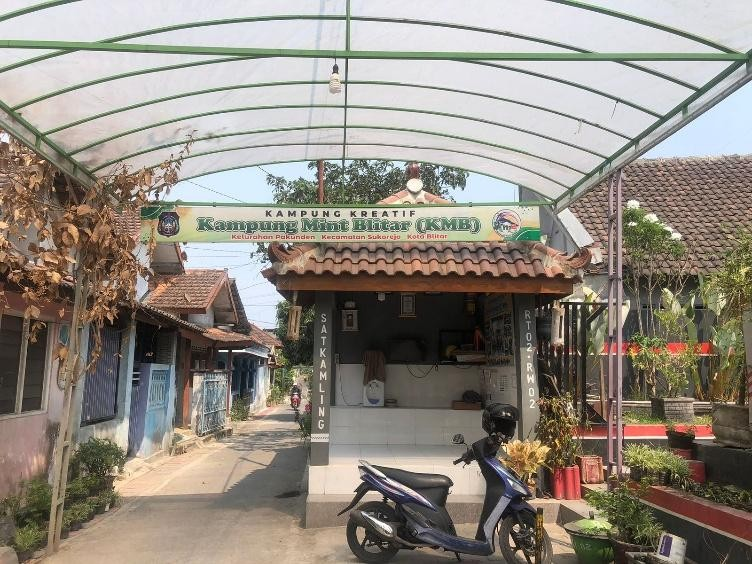 KAMPUNG KREATIF
Kampung Mint Blitar (KMB)
Kelurahan Pakunden Kecamatan Sukorejo Kota Blitar
SATKAMLING
RT02-RW02